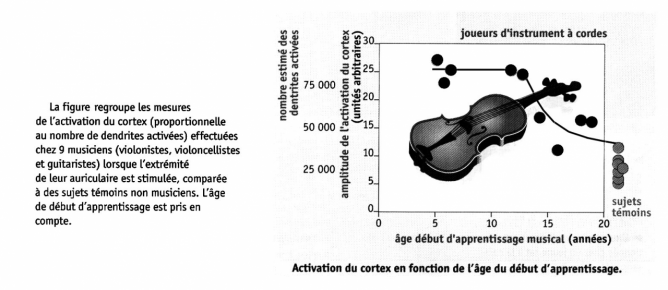 La figure regroupe les mesures
de l'activation du cortex (proportionnelle
au nombre de dendrites activées) effectuées
chez 9 musiciens (violonistes, violoncellistes
et guitaristes) lorsque l'extrémité
de leur auriculaire est stimulée, comparée
à des sujets témoins non musiciens. L'âge
de début d'apprentissage est pris en
compte.
nombre estimé des
dentrites activées
75 000
50 000
25 000
amplitude de l'activation du cortex
(unités arbitraires)
30
25
20
15
10
5
0
joueurs d'instrument à cordes
sujets
témoins
0 5 10 15 20
âge début d'apprentissage musical (années)
Activation du cortex en fonction de l'âge du début d'apprentissage.